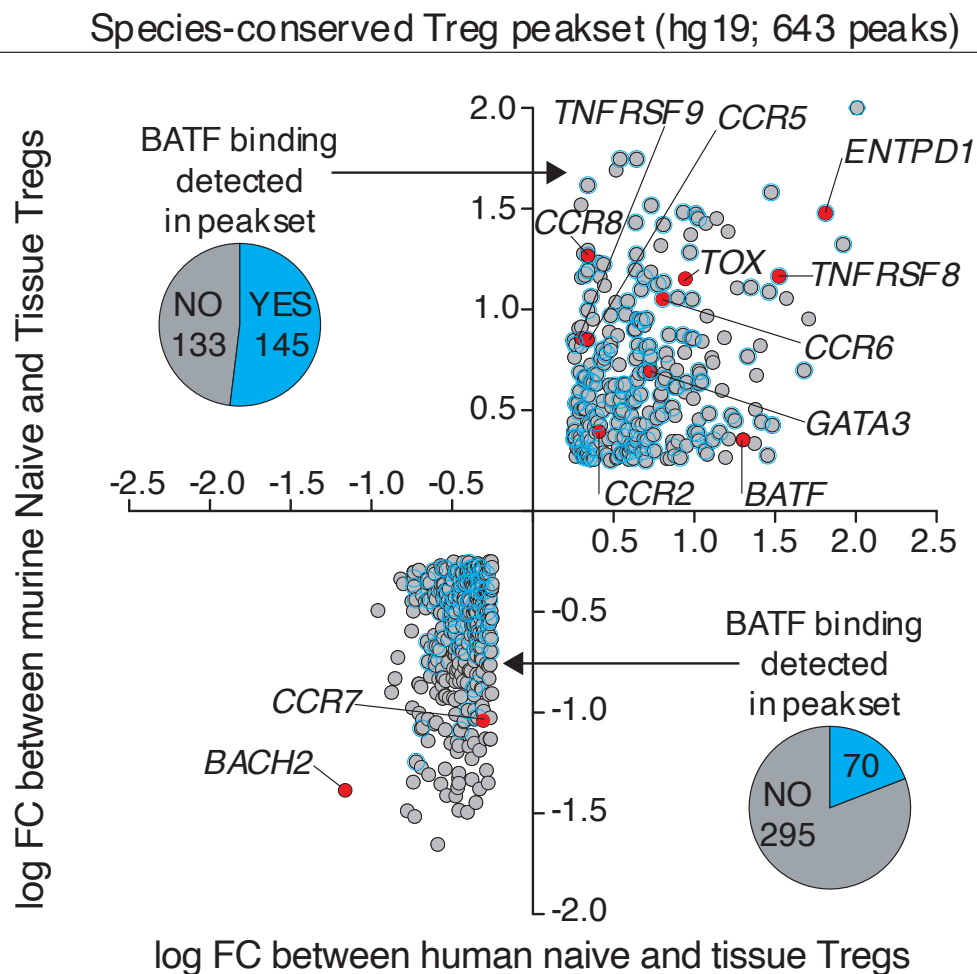 Species-conserved Treg peakset (hg19; 643 peaks)
log FC between murine Naive and Tissue Tregs
BATF binding
detected
in peakset
NO
133
YES
145
2.0
1.5
1.0
0.5
TNFRSF9
CCR5
ENTPD1
CCR8
TOX
TNFRSF8
CCR6
GATA3
CCR2
BATF
-2.5
-2.0
-1.5
-1.0
-0.5
0.5
1.0
1.5
2.0
2.5
-0.5
-1.0
-1.5
-2.0
CCR7
BACH2
BATF binding
detected
in peakset
70
NO
295
log FC between human naive and tissue Tregs